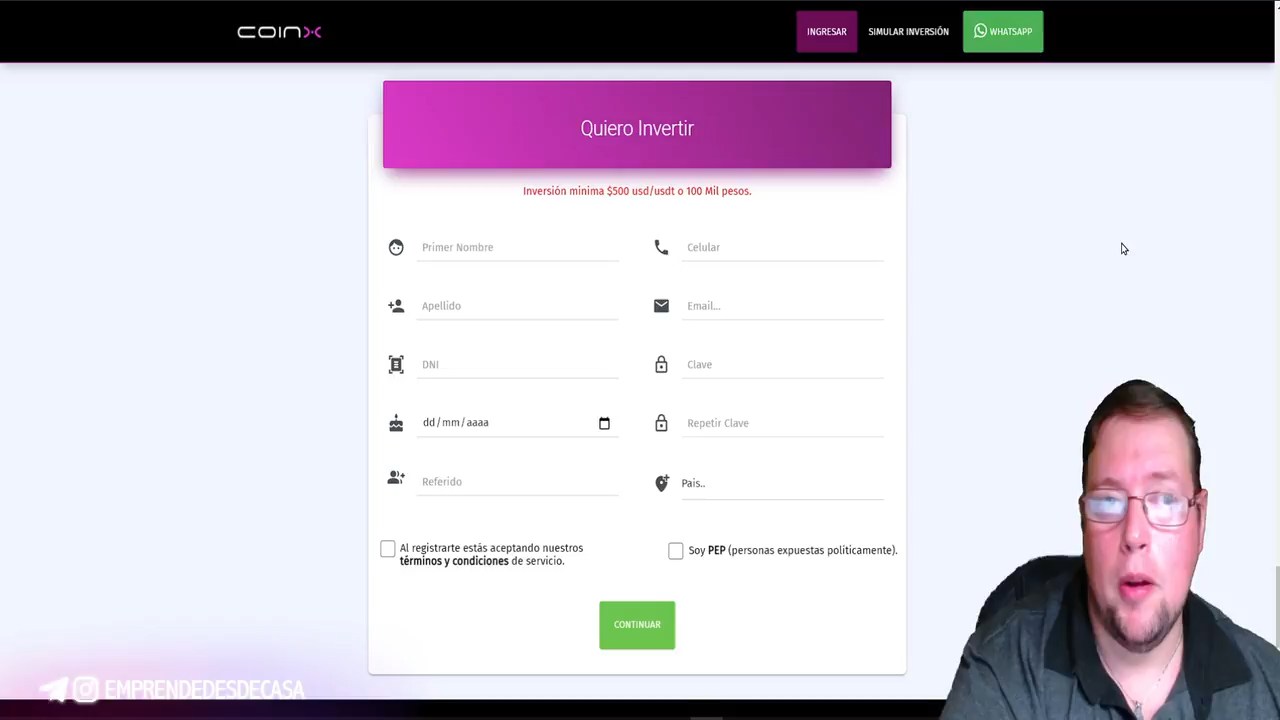 COINX
INGRESAR
SIMULAR INVERSIÓN
WHATSAPP
Quiero Invertir
Inversión minima $500 usd/usdt o 100 Mil pesos.
Primer Nombre
Celular
Apellido
Email...
DNI
Clave
dd/mm/aaaa
Repetir Clave
Referido
Pais..
Al registrarte estás aceptando nuestros
términos y condiciones de servicio.
Soy PEP (personas expuestas politicamente).
CONTINUAR
EMPRENDEDESDECASA